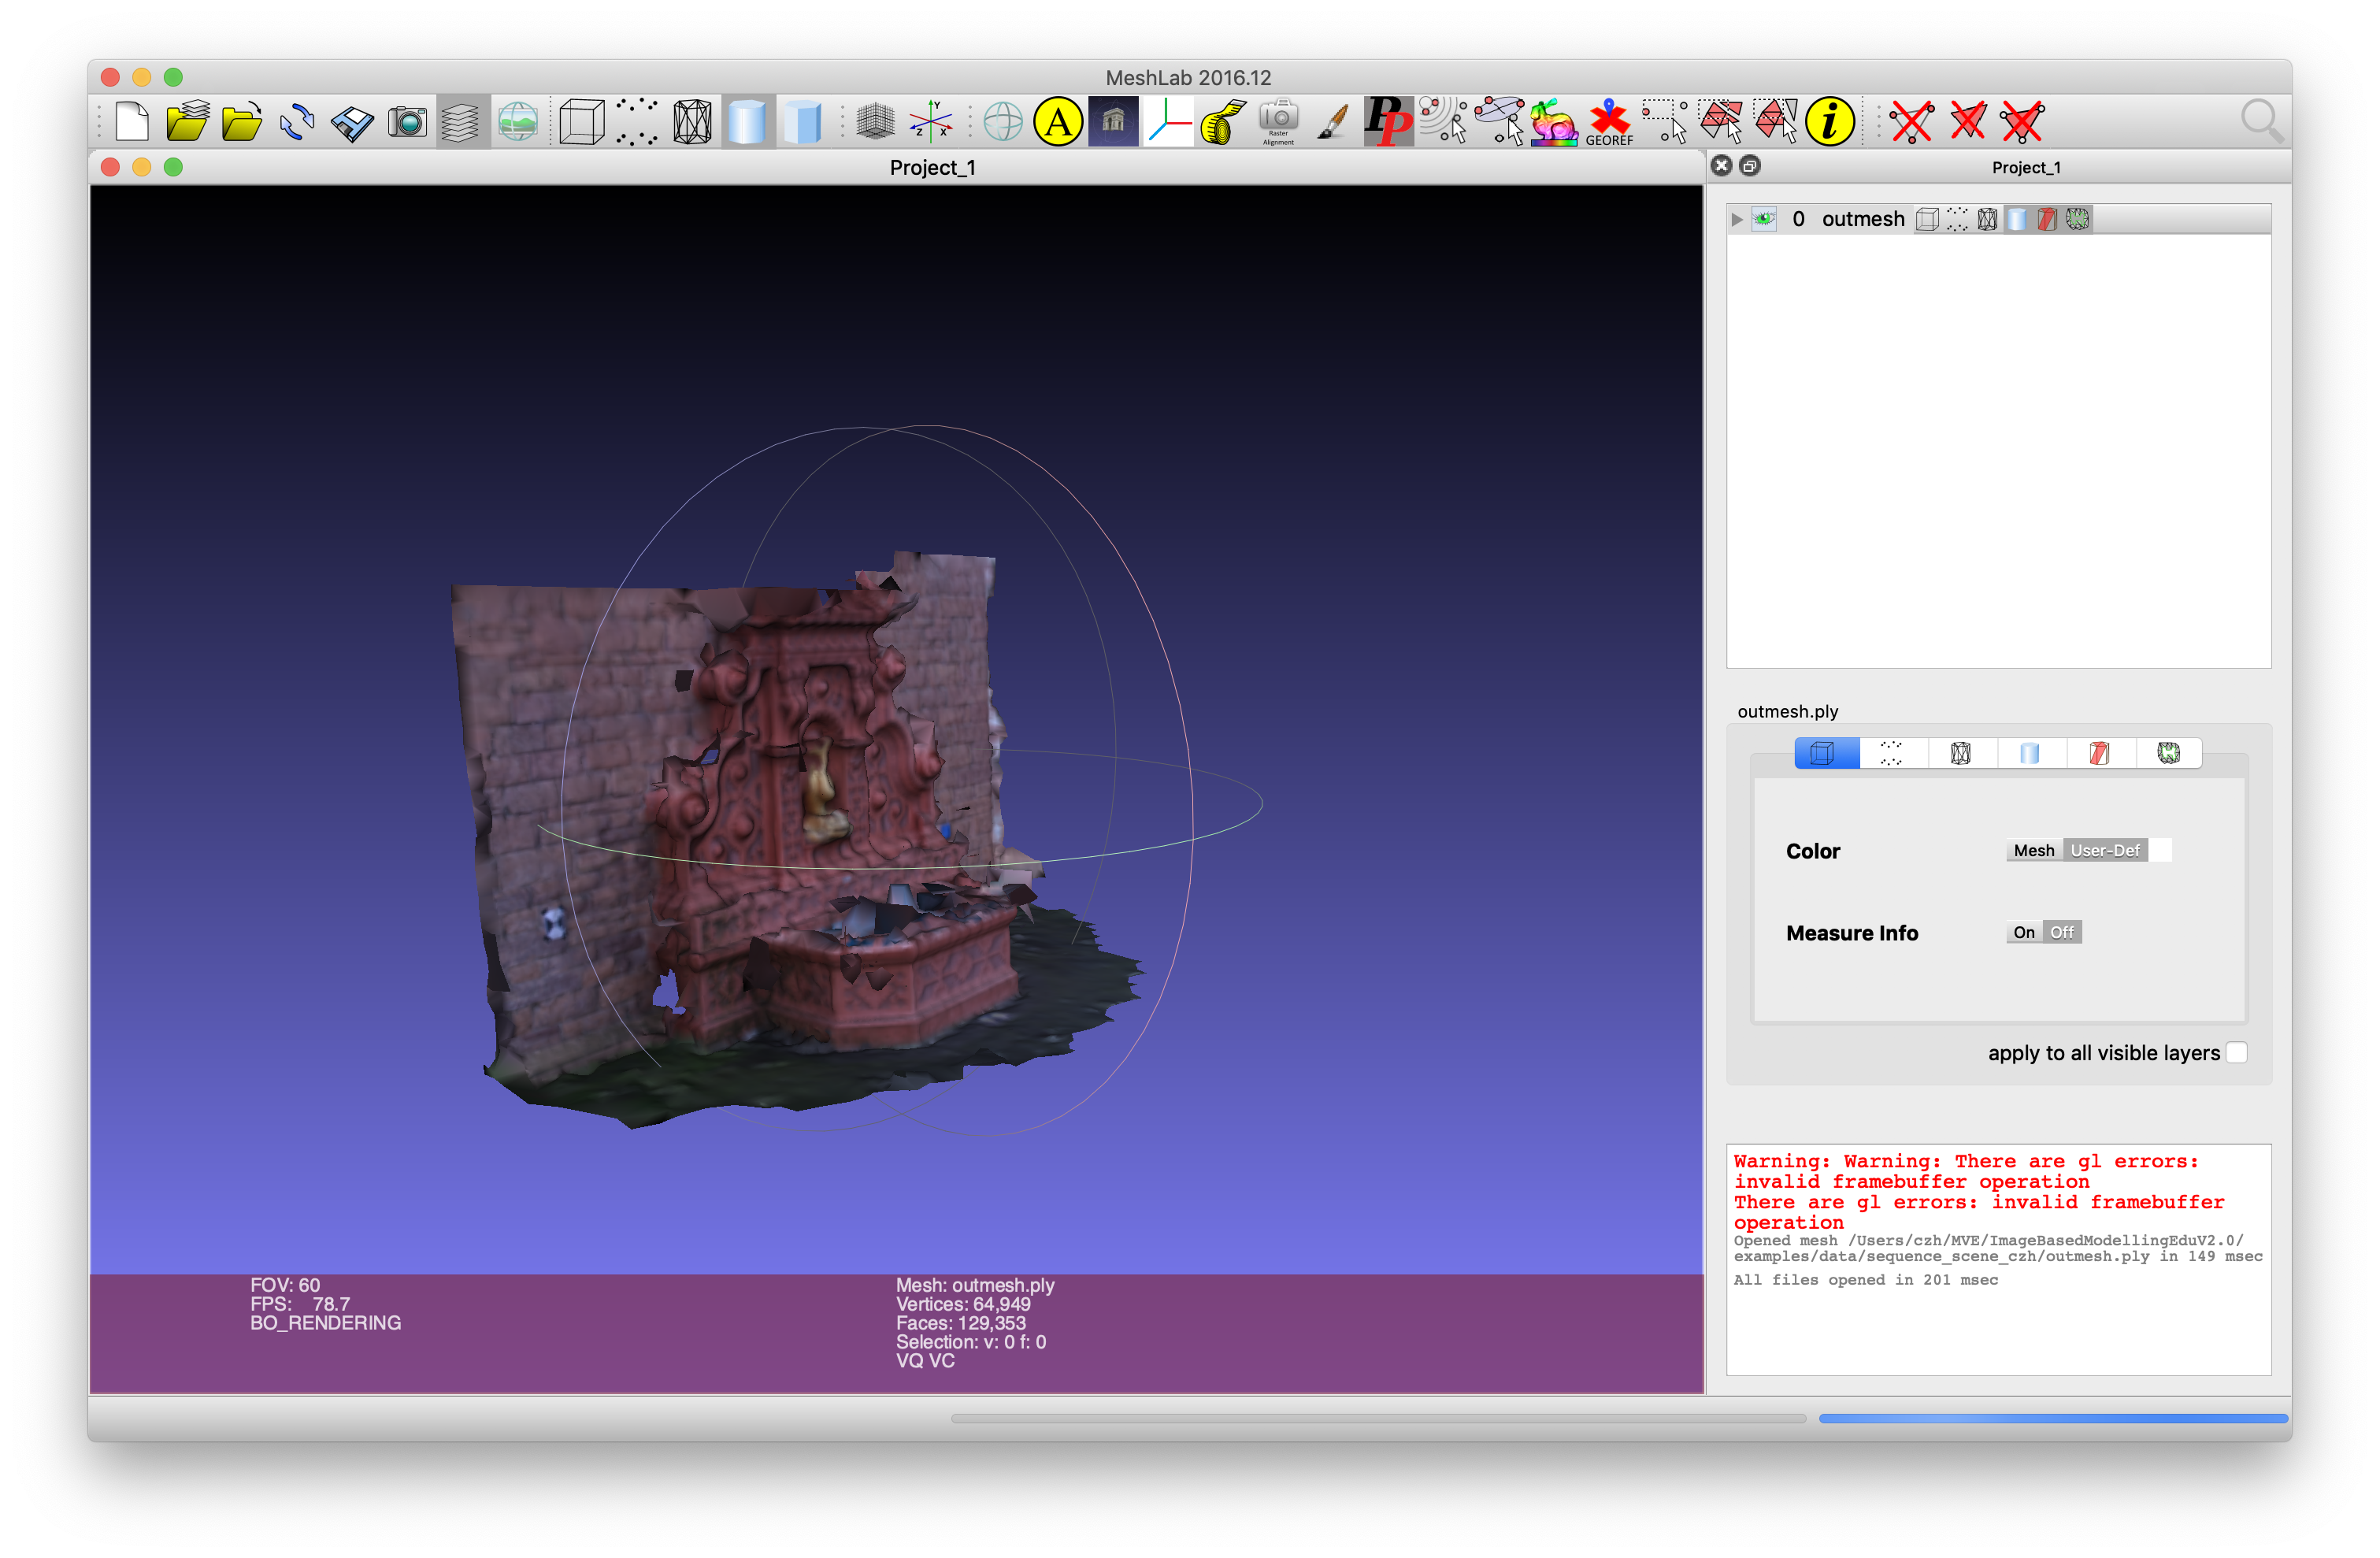 MeshLab 2016.12
Y
Z
X
A
Raster
Alignment
PP
GEOREF
i
Project_1
Project_1
0 outmesh
outmesh.ply
Color Mesh User-Def
Measure Info On Off
apply to all visible layers
Warning: Warning: There are gl errors:
invalid framebuffer operation
There are gl errors: invalid framebuffer
operation
Opened mesh /Users/czh/MVE/ImageBasedModellingEduV2.0/
examples/data/sequence_scene_czh/outmesh.ply in 149 msec
All files opened in 201 msec
FOV: 60
FPS: 78.7
BO_RENDERING
Mesh: outmesh.ply
Vertices: 64,949
Faces: 129,353
Selection: v: 0 f: 0
VQ VC